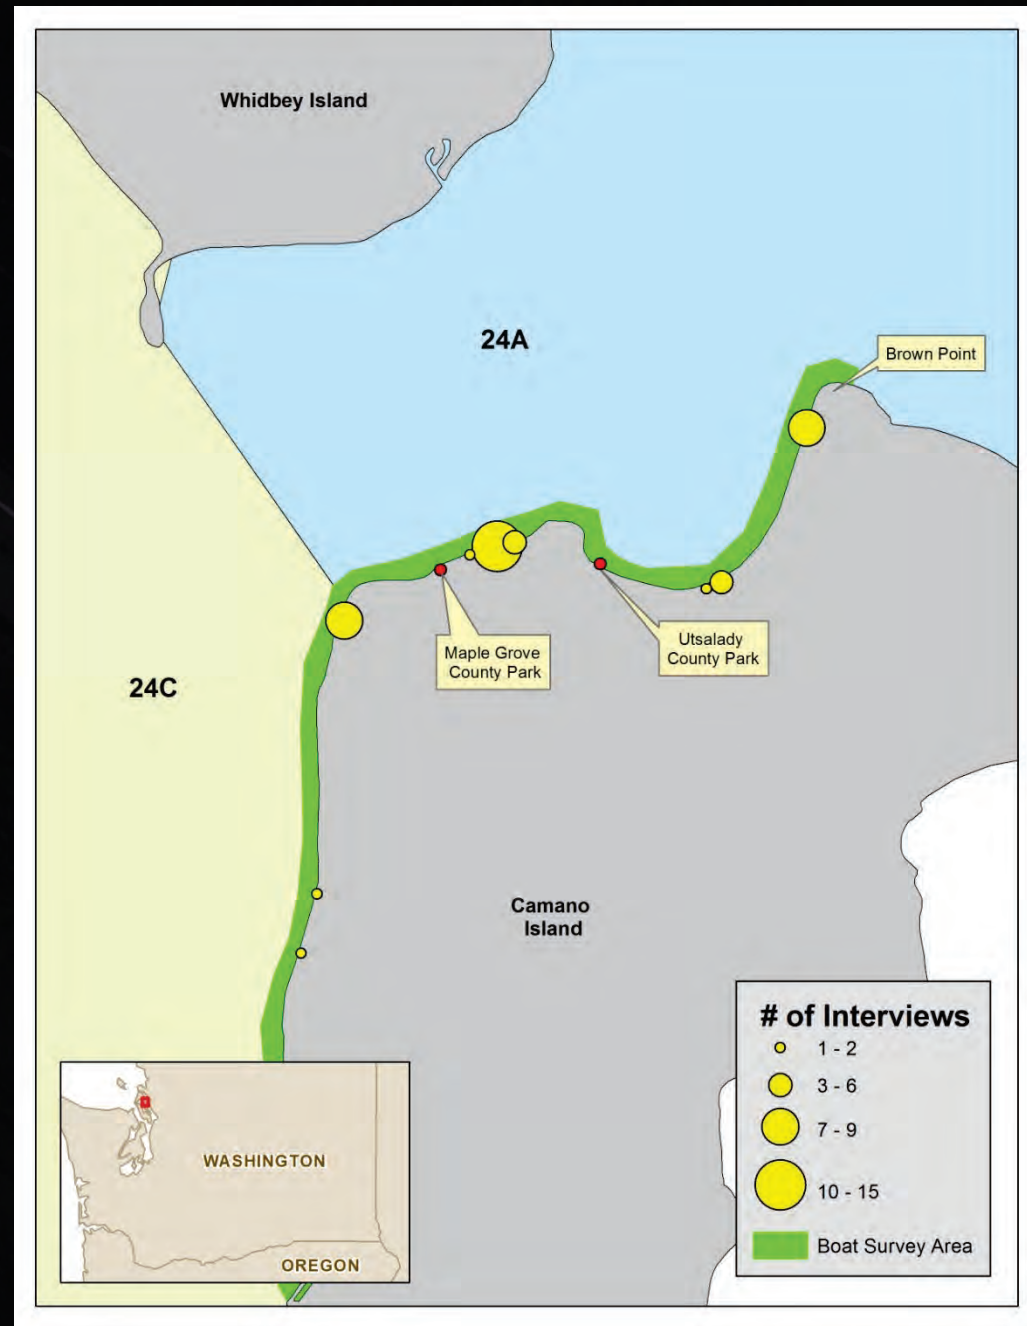 Whidbey Island
24A
Brown Point
Maple Grove
County Park
Utsalady
County Park
24C
Camano
Island
# of Interviews
1 - 2
3 - 6
7 - 9
10 - 15
Boat Survey Area
WASHINGTON
OREGON